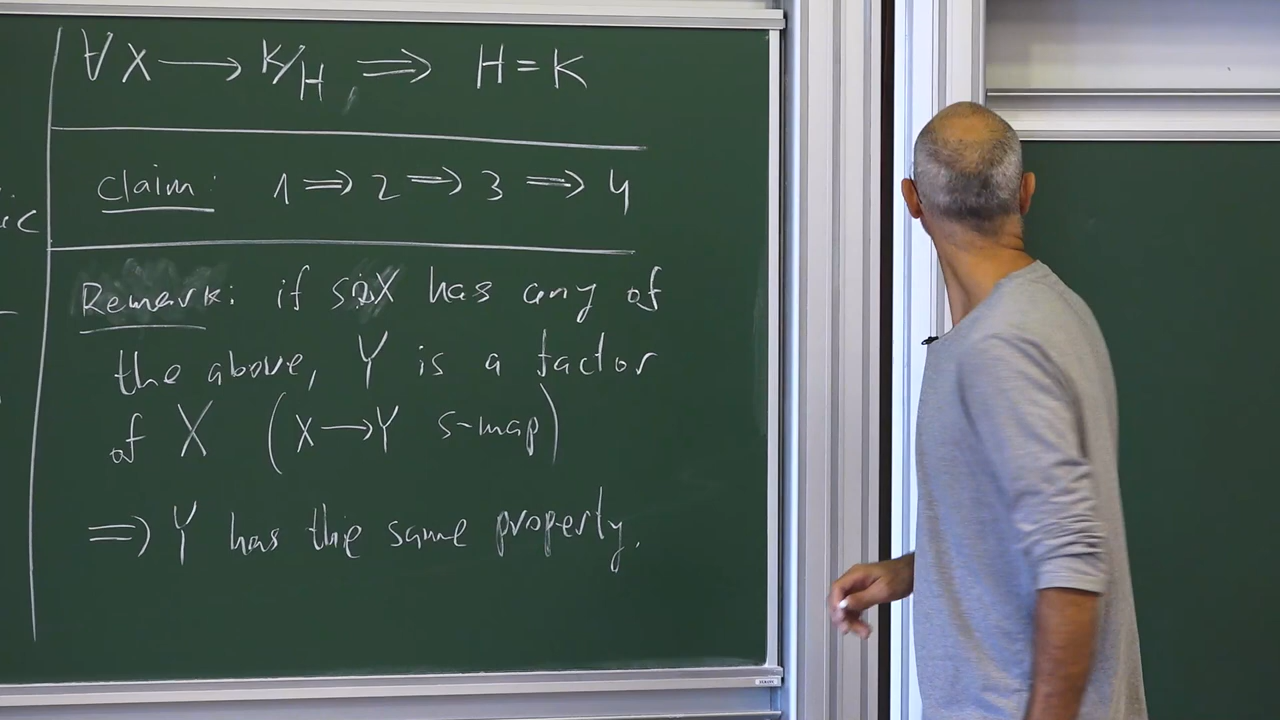 ∀ X ⟶ K/H, ⟹ H = K
ic
Claim: 1 ⟹ 2 ⟹ 3 ⟹ 4
Remark: if X has any of
the above, Y is a factor
of X (X ⟶ Y s-map)
⟹ Y has the same property.